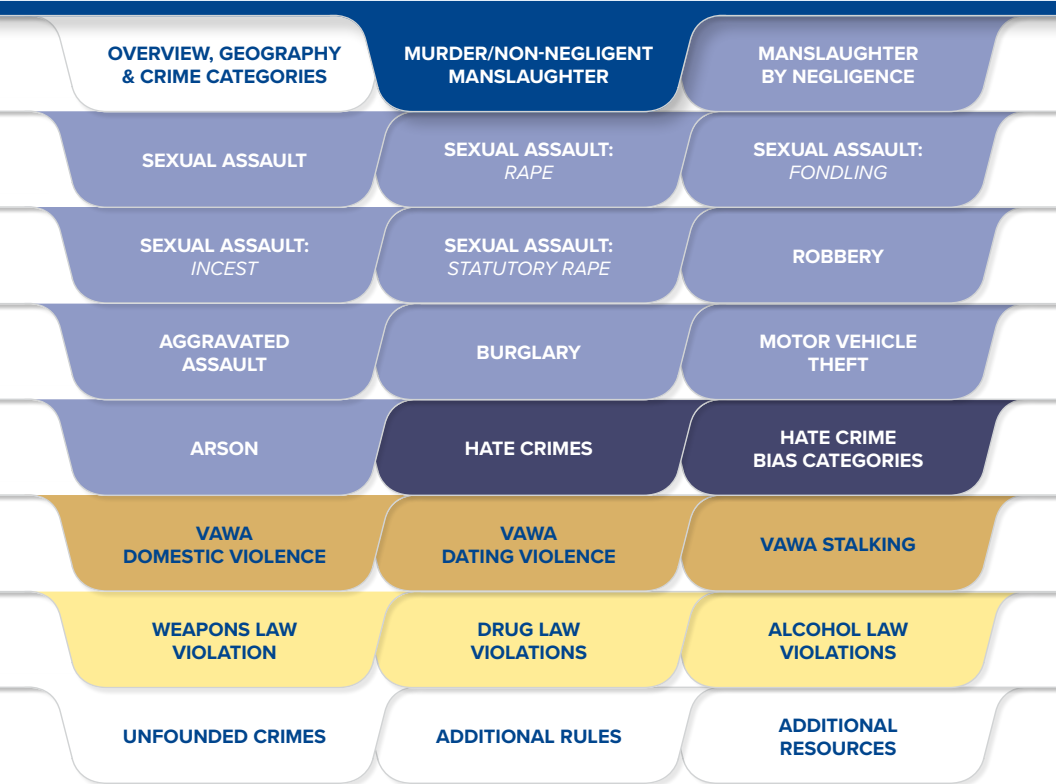 OVERVIEW, GEOGRAPHY
& CRIME CATEGORIES
MURDER/NON-NEGLIGENT
MANSLAUGHTER
MANSLAUGHTER
BY NEGLIGENCE
SEXUAL ASSAULT
SEXUAL ASSAULT:
RAPE
SEXUAL ASSAULT:
FONDLING
SEXUAL ASSAULT:
INCEST
SEXUAL ASSAULT:
STATUTORY RAPE
ROBBERY
AGGRAVATED
ASSAULT
BURGLARY
MOTOR VEHICLE
THEFT
ARSON
HATE CRIMES
HATE CRIME
BIAS CATEGORIES
VAWA
DOMESTIC VIOLENCE
VAWA
DATING VIOLENCE
VAWA STALKING
WEAPONS LAW
VIOLATION
DRUG LAW
VIOLATIONS
ALCOHOL LAW
VIOLATIONS
UNFOUNDED CRIMES
ADDITIONAL RULES
ADDITIONAL
RESOURCES